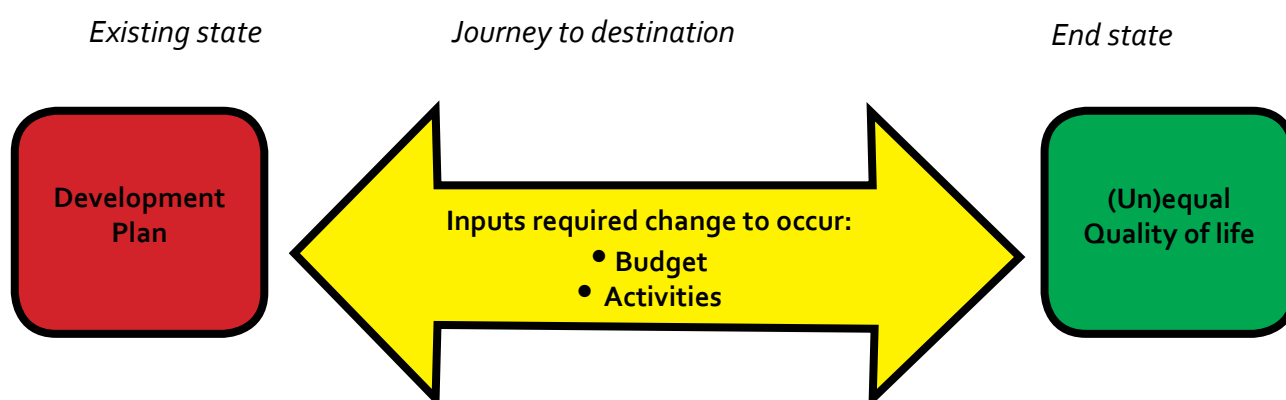 Existing state
Journey to destination
End state
Development
Plan
Inputs required change to occur:
• Budget
• Activities
(Un)equal
Quality of life